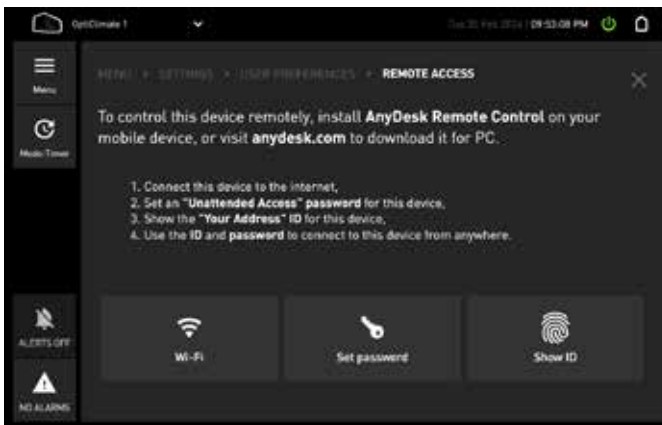 OptiClimate 1
09:53:08 PM
Menu
MENU > SETTINGS > USER PREFERENCES > REMOTE ACCESS
Mode/Timer
To control this device remotely, install AnyDesk Remote Control on your
mobile device, or visit anydesk.com to download it for PC.
1. Connect this device to the internet,
2. Set an "Unattended Access" password for this device,
3. Show the "Your Address" ID for this device,
4. Use the ID and password to connect to this device from anywhere.
ALERTS OFF
Wi-Fi
Set password
Show ID
NO ALARMS